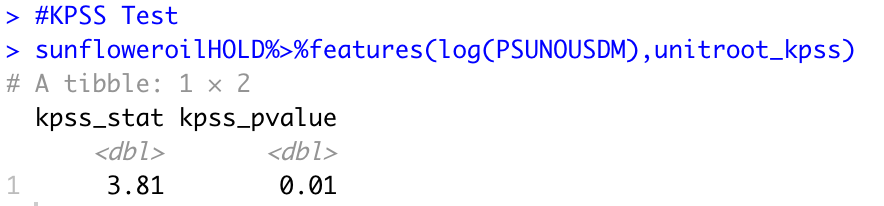 > #KPSS Test
> sunfloweroilHOLD%>%features(log(PSUNOUSDM),unitroot_kpss)
# A tibble: 1 × 2
  kpss_stat kpss_pvalue
      <dbl>       <dbl>
1      3.81        0.01